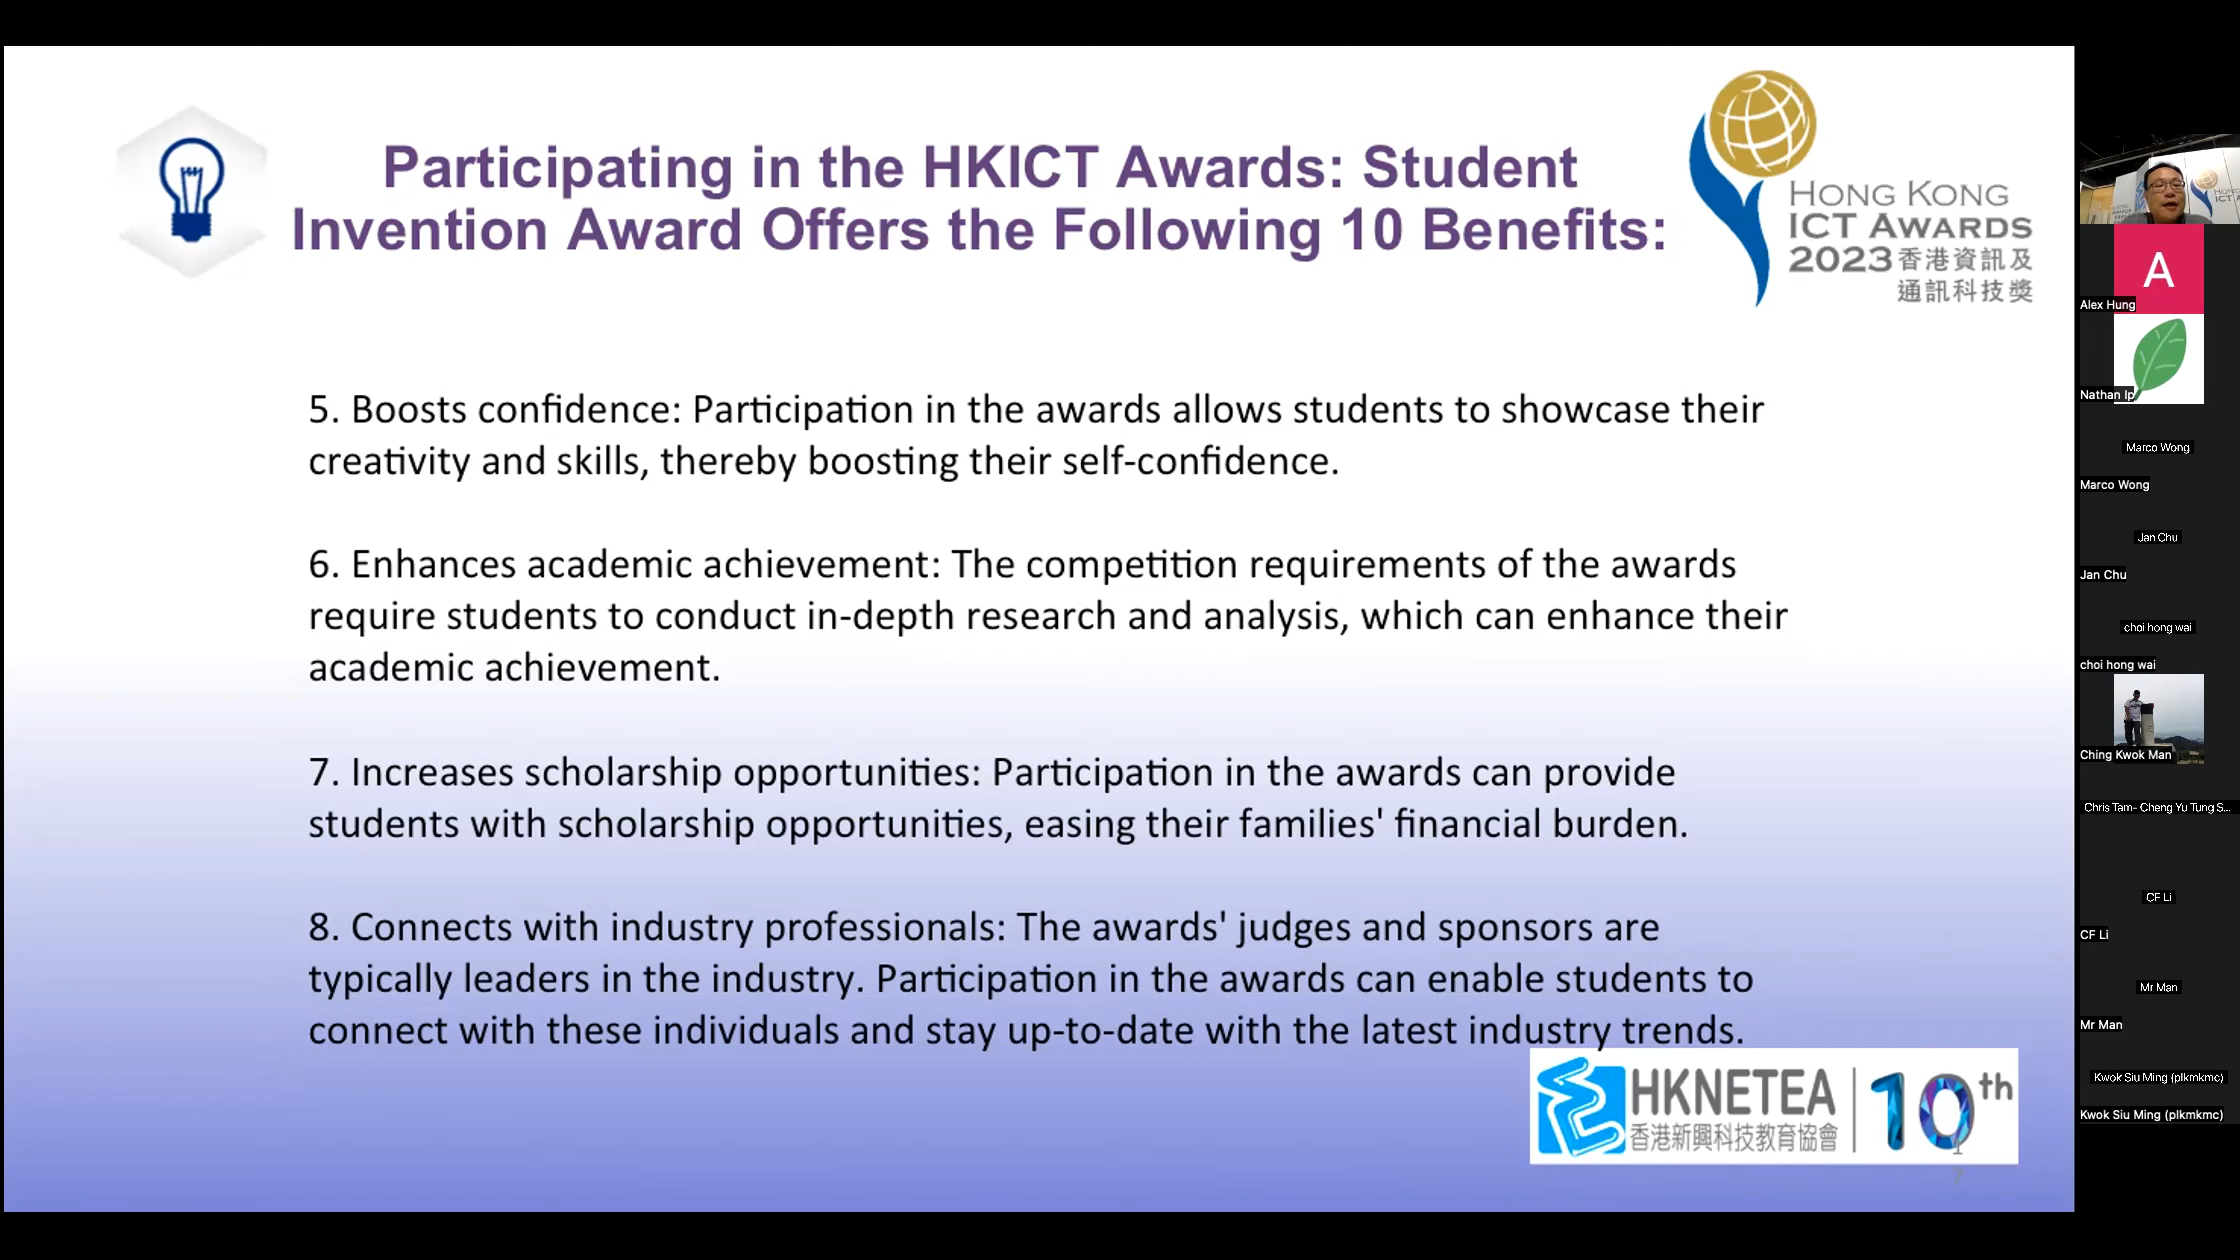 Participating in the HKICT Awards: Student
Invention Award Offers the Following 10 Benefits:
HONG KONG
ICT AWARDS
2023 香港資訊及
通訊科技獎
5. Boosts confidence: Participation in the awards allows students to showcase their
creativity and skills, thereby boosting their self-confidence.
6. Enhances academic achievement: The competition requirements of the awards
require students to conduct in-depth research and analysis, which can enhance their
academic achievement.
7. Increases scholarship opportunities: Participation in the awards can provide
students with scholarship opportunities, easing their families' financial burden.
8. Connects with industry professionals: The awards' judges and sponsors are
typically leaders in the industry. Participation in the awards can enable students to
connect with these individuals and stay up-to-date with the latest industry trends.
HKNETEA
香港新興科技教育協會
10th
A
Alex Hung
Nathan Ip
Marco Wong
Marco Wong
Jan Chu
Jan Chu
choi hong wai
choi hong wai
Ching Kwok Man
Chris Tam- Cheng Yu Tung S...
CF Li
CF Li
Mr Man
Mr Man
Kwok Siu Ming (plkmkmc)
Kwok Siu Ming (plkmkmc)